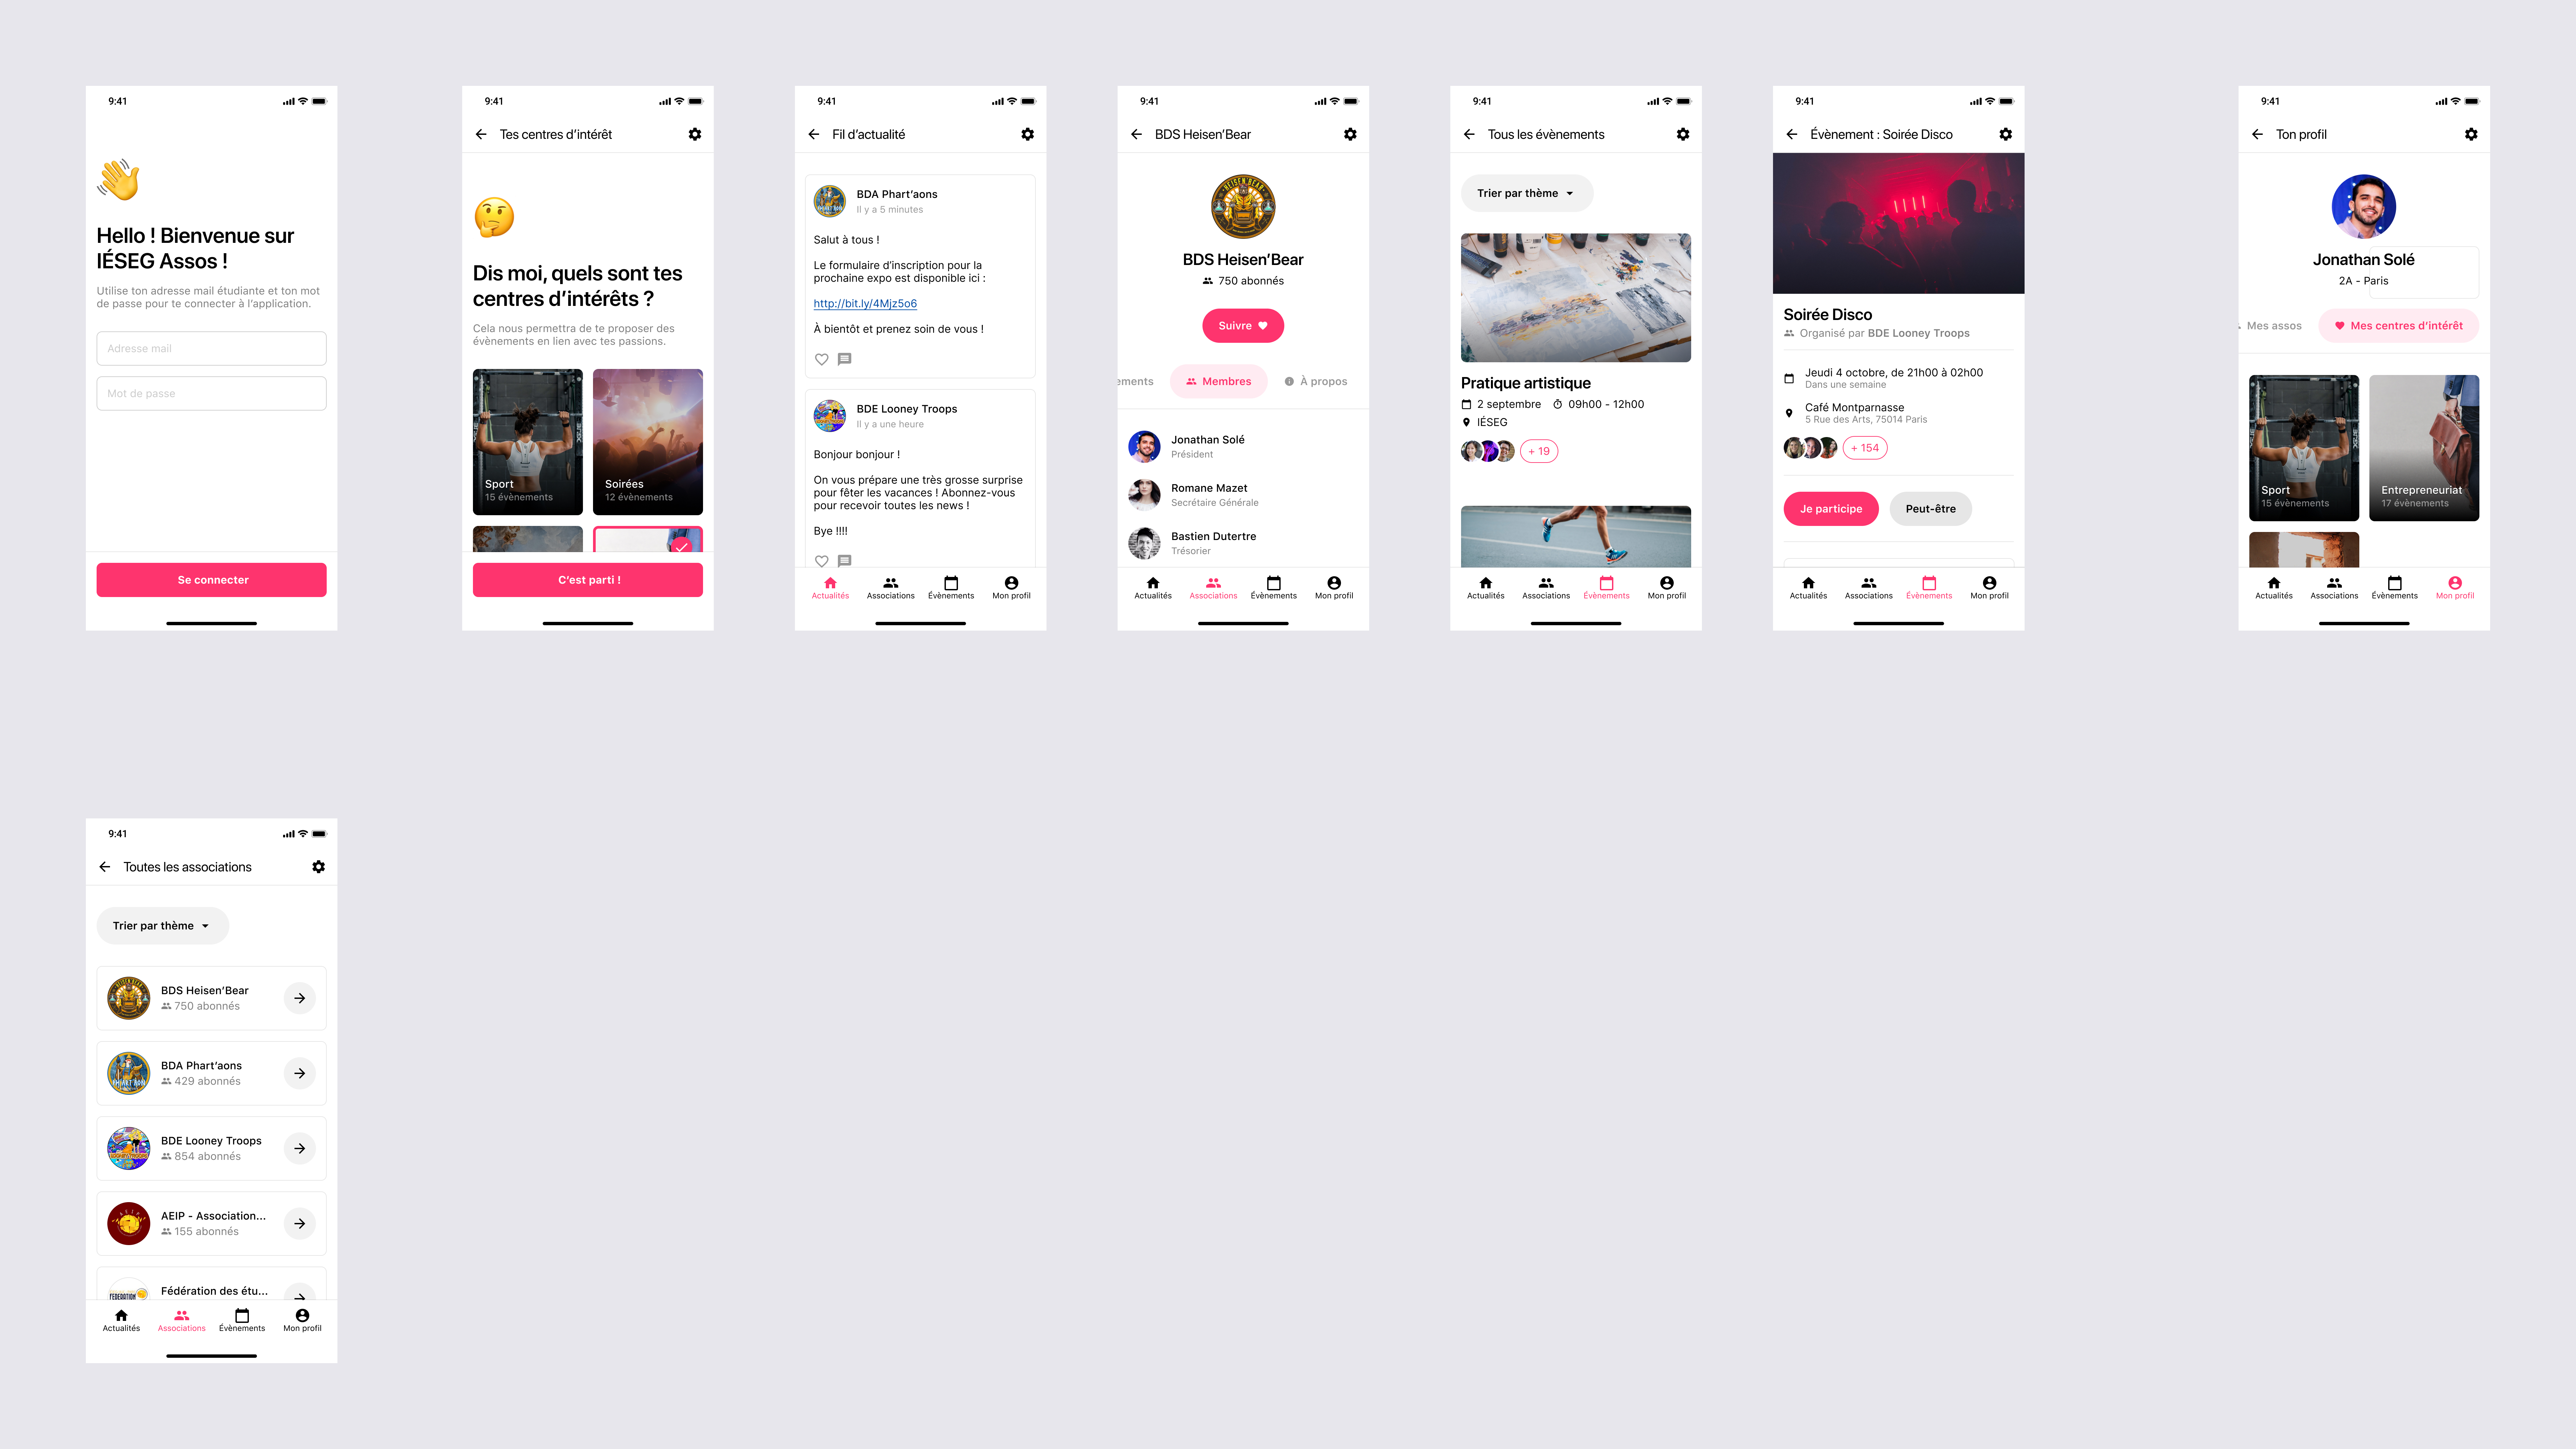 9:41
Hello ! Bienvenue sur
IÉSEG Assos !
Utilise ton adresse mail étudiante et ton mot
de passe pour te connecter à l’application.
Adresse mail
Mot de passe
Se connecter
9:41
Tes centres d’intérêt
Dis moi, quels sont tes
centres d’intérêts ?
Cela nous permettra de te proposer des
évènements en lien avec tes passions.
Sport
15 évènements
Soirées
12 évènements
C’est parti !
9:41
Fil d’actualité
BDA Phart’aons
Il y a 5 minutes
Salut à tous !
Le formulaire d’inscription pour la
prochaine expo est disponible ici :
http://bit.ly/4Mjz5o6
À bientôt et prenez soin de vous !
BDE Looney Troops
Il y a une heure
Bonjour bonjour !
On vous prépare une très grosse surprise
pour fêter les vacances ! Abonnez-vous
pour recevoir toutes les news !
Bye !!!!
Actualités
Associations
Évènements
Mon profil
9:41
BDS Heisen’Bear
BDS Heisen’Bear
750 abonnés
Suivre
ements
Membres
À propos
Jonathan Solé
Président
Romane Mazet
Secrétaire Générale
Bastien Dutertre
Trésorier
Actualités
Associations
Évènements
Mon profil
9:41
Tous les évènements
Trier par thème
Pratique artistique
2 septembre 09h00 - 12h00
IÉSEG
+ 19
Actualités
Associations
Évènements
Mon profil
9:41
Évènement : Soirée Disco
Soirée Disco
Organisé par BDE Looney Troops
Jeudi 4 octobre, de 21h00 à 02h00
Dans une semaine
Café Montparnasse
5 Rue des Arts, 75014 Paris
+ 154
Je participe
Peut-être
Actualités
Associations
Évènements
Mon profil
9:41
Ton profil
Jonathan Solé
2A - Paris
Mes assos
Mes centres d’intérêt
Sport
15 évènements
Entrepreneuriat
17 évènements
Actualités
Associations
Évènements
Mon profil
9:41
Toutes les associations
Trier par thème
BDS Heisen’Bear
750 abonnés
BDA Phart’aons
429 abonnés
BDE Looney Troops
854 abonnés
AEIP - Association...
155 abonnés
FEDERATION
Fédération des étu...
Actualités
Associations
Évènements
Mon profil